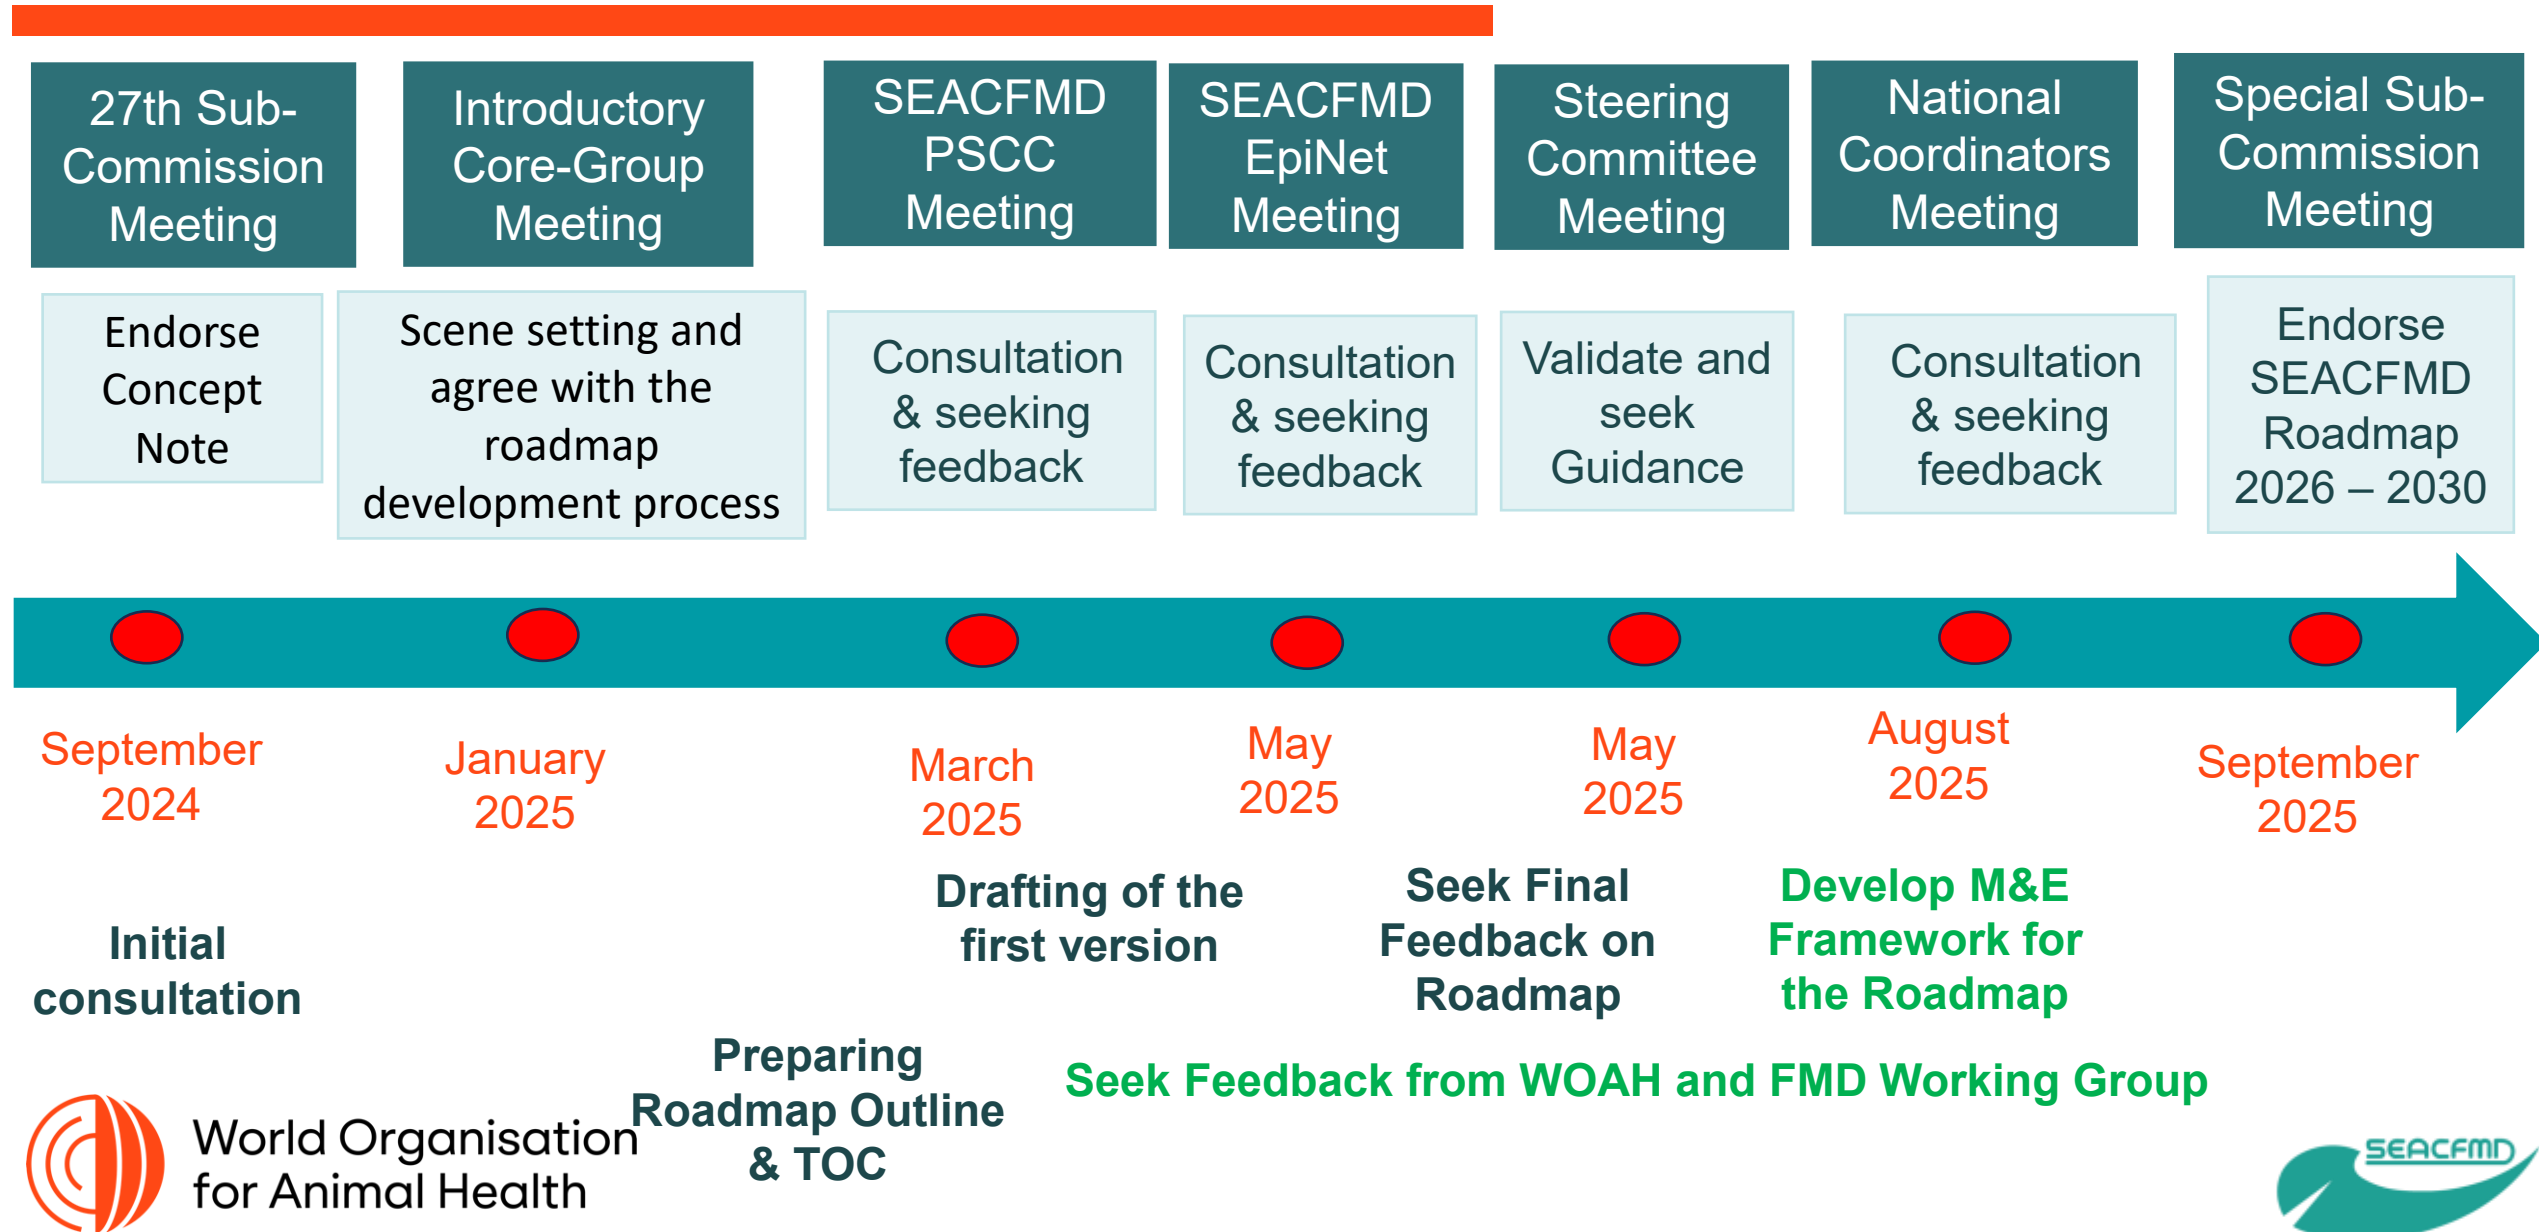 27th Sub-
Commission
Meeting
Introductory
Core-Group
Meeting
SEACFMD
PSCC
Meeting
SEACFMD
EpiNet
Meeting
Steering
Committee
Meeting
National
Coordinators
Meeting
Special Sub-
Commission
Meeting
Endorse
Concept
Note
Scene setting and
agree with the
roadmap
development process
Consultation
& seeking
feedback
Consultation
& seeking
feedback
Validate and
seek
Guidance
Consultation
& seeking
feedback
Endorse
SEACFMD
Roadmap
2026 – 2030
September
2024
January
2025
March
2025
May
2025
May
2025
August
2025
September
2025
Initial
consultation
Preparing
Roadmap Outline
& TOC
Drafting of the
first version
Seek Final
Feedback on
Roadmap
Develop M&E
Framework for
the Roadmap
Seek Feedback from WOAH and FMD Working Group
World Organisation
for Animal Health
SEACFMD